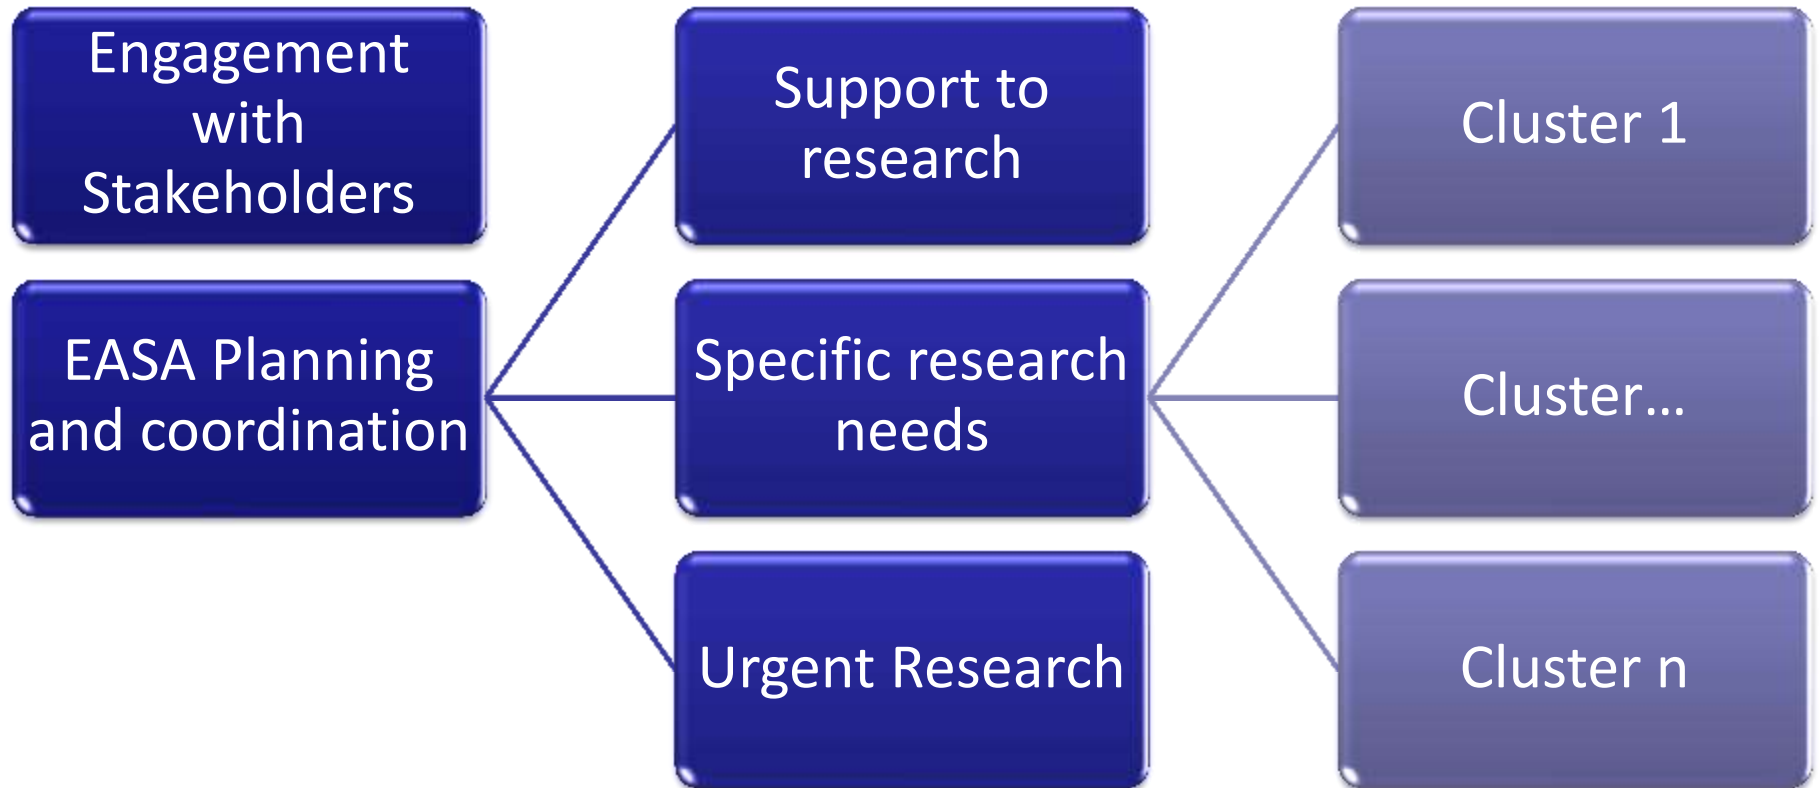 Engagement
with
Stakeholders
EASA Planning
and coordination
Support to
research
Specific research
needs
Urgent Research
Cluster 1
Cluster...
Cluster n